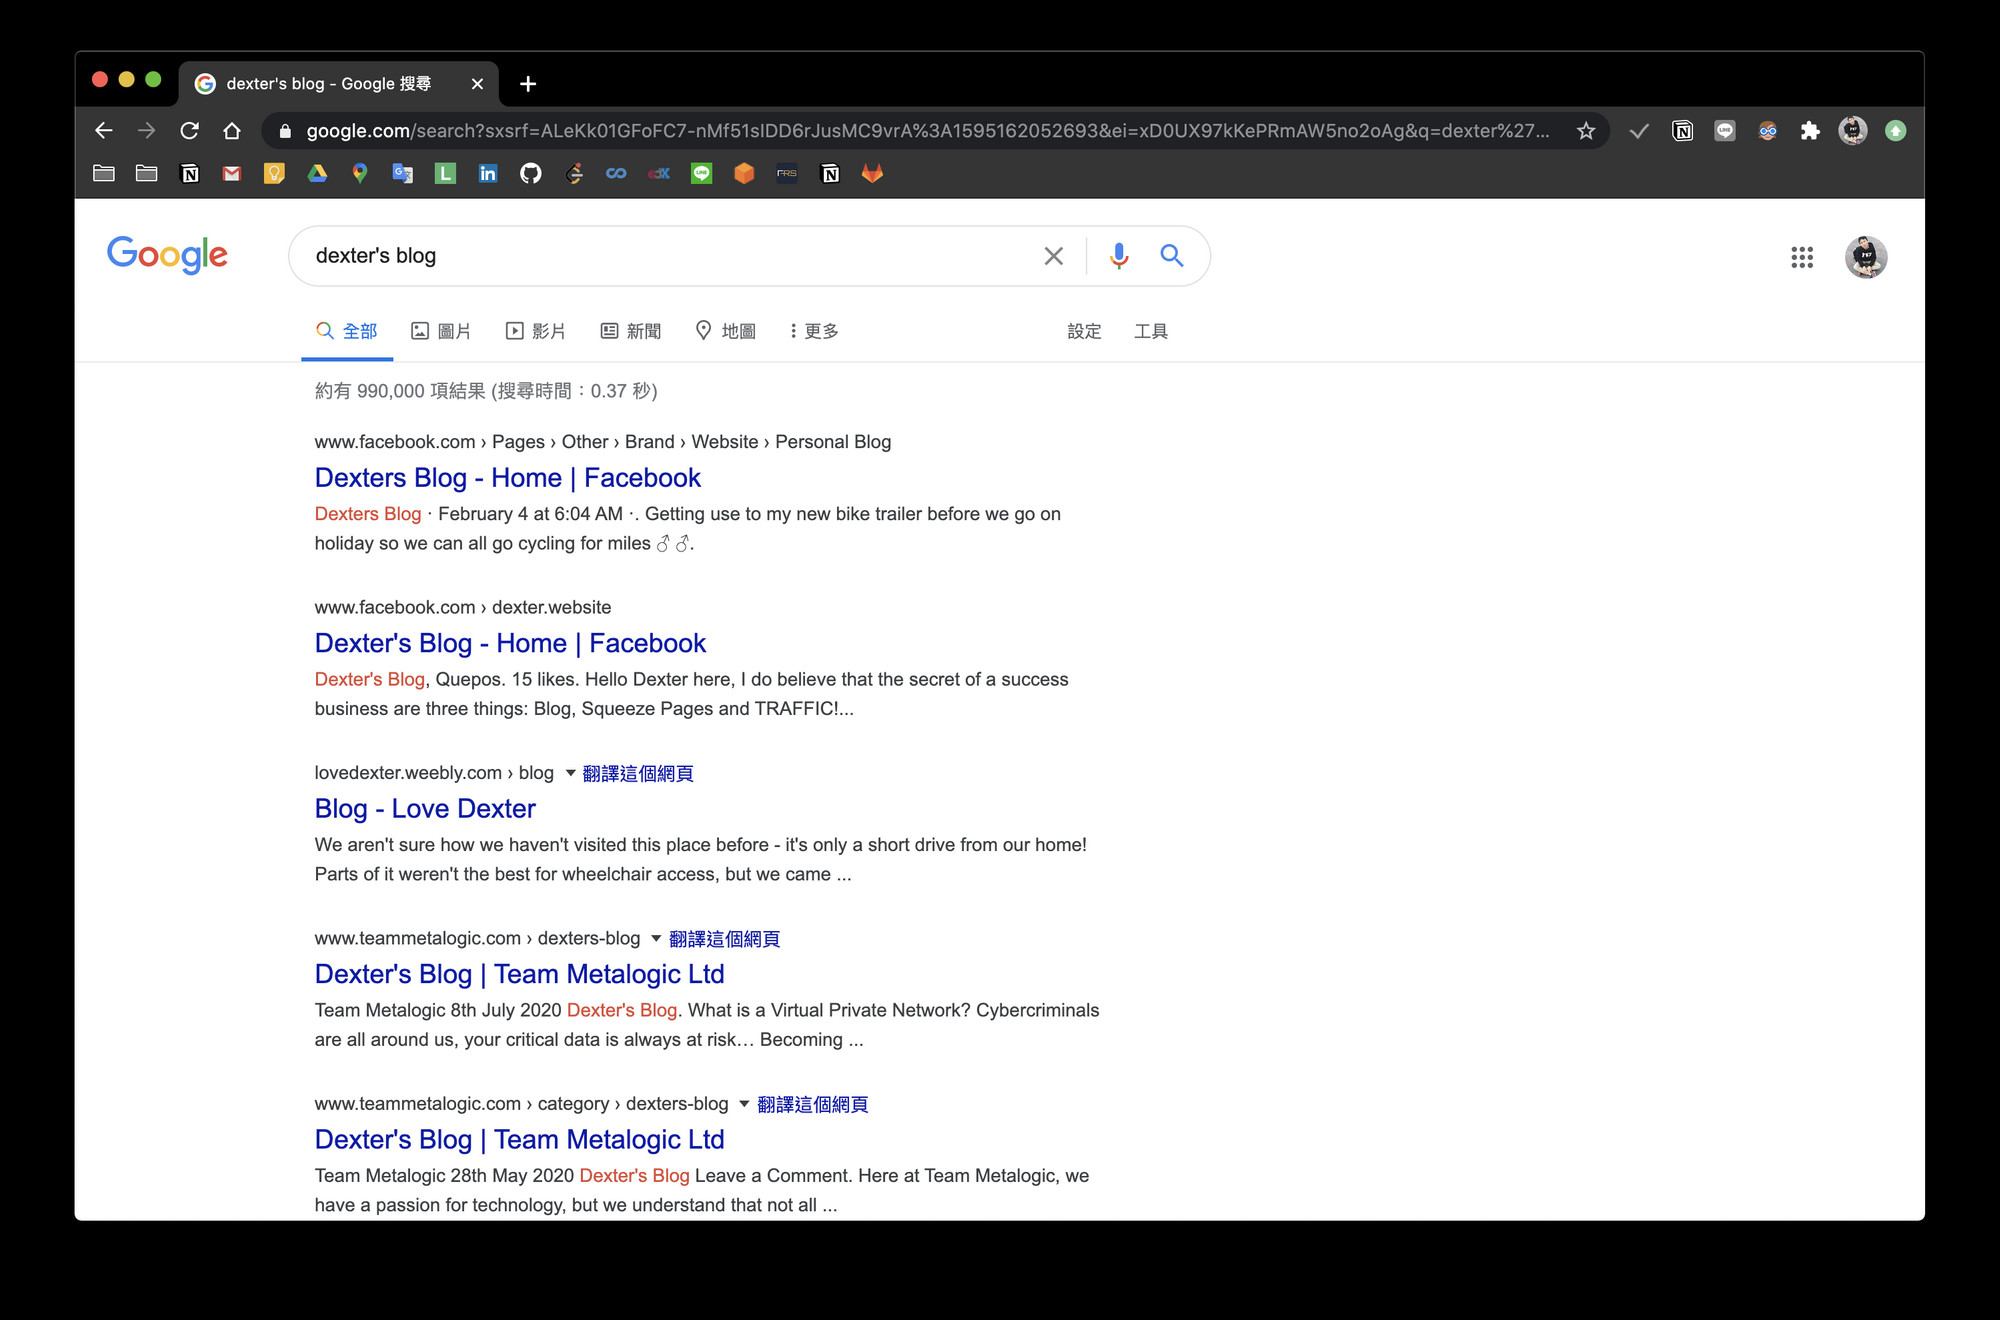 dexter's blog - Google 搜尋
google.com/search?sxsrf=ALeKk01GFoFC7-nMf51sIDD6rJusMC9vrA%3A1595162052693&ei=xD0UX97kKePRmAW5no2oAg&q=dexter%27...
Google
dexter's blog
全部 圖片 影片 新聞 地圖 更多 設定 工具
約有 990,000 項結果 (搜尋時間：0.37 秒)
www.facebook.com › Pages › Other › Brand › Website › Personal Blog
Dexters Blog - Home | Facebook
Dexters Blog · February 4 at 6:04 AM ·. Getting use to my new bike trailer before we go on
holiday so we can all go cycling for miles ♂ ♂.
www.facebook.com › dexter.website
Dexter's Blog - Home | Facebook
Dexter's Blog, Quepos. 15 likes. Hello Dexter here, I do believe that the secret of a success
business are three things: Blog, Squeeze Pages and TRAFFIC!...
lovedexter.weebly.com › blog 翻譯這個網頁
Blog - Love Dexter
We aren't sure how we haven't visited this place before - it's only a short drive from our home!
Parts of it weren't the best for wheelchair access, but we came ...
www.teammetalogic.com › dexters-blog 翻譯這個網頁
Dexter's Blog | Team Metalogic Ltd
Team Metalogic 8th July 2020 Dexter's Blog. What is a Virtual Private Network? Cybercriminals
are all around us, your critical data is always at risk… Becoming ...
www.teammetalogic.com › category › dexters-blog 翻譯這個網頁
Dexter's Blog | Team Metalogic Ltd
Team Metalogic 28th May 2020 Dexter's Blog Leave a Comment. Here at Team Metalogic, we
have a passion for technology, but we understand that not all ...